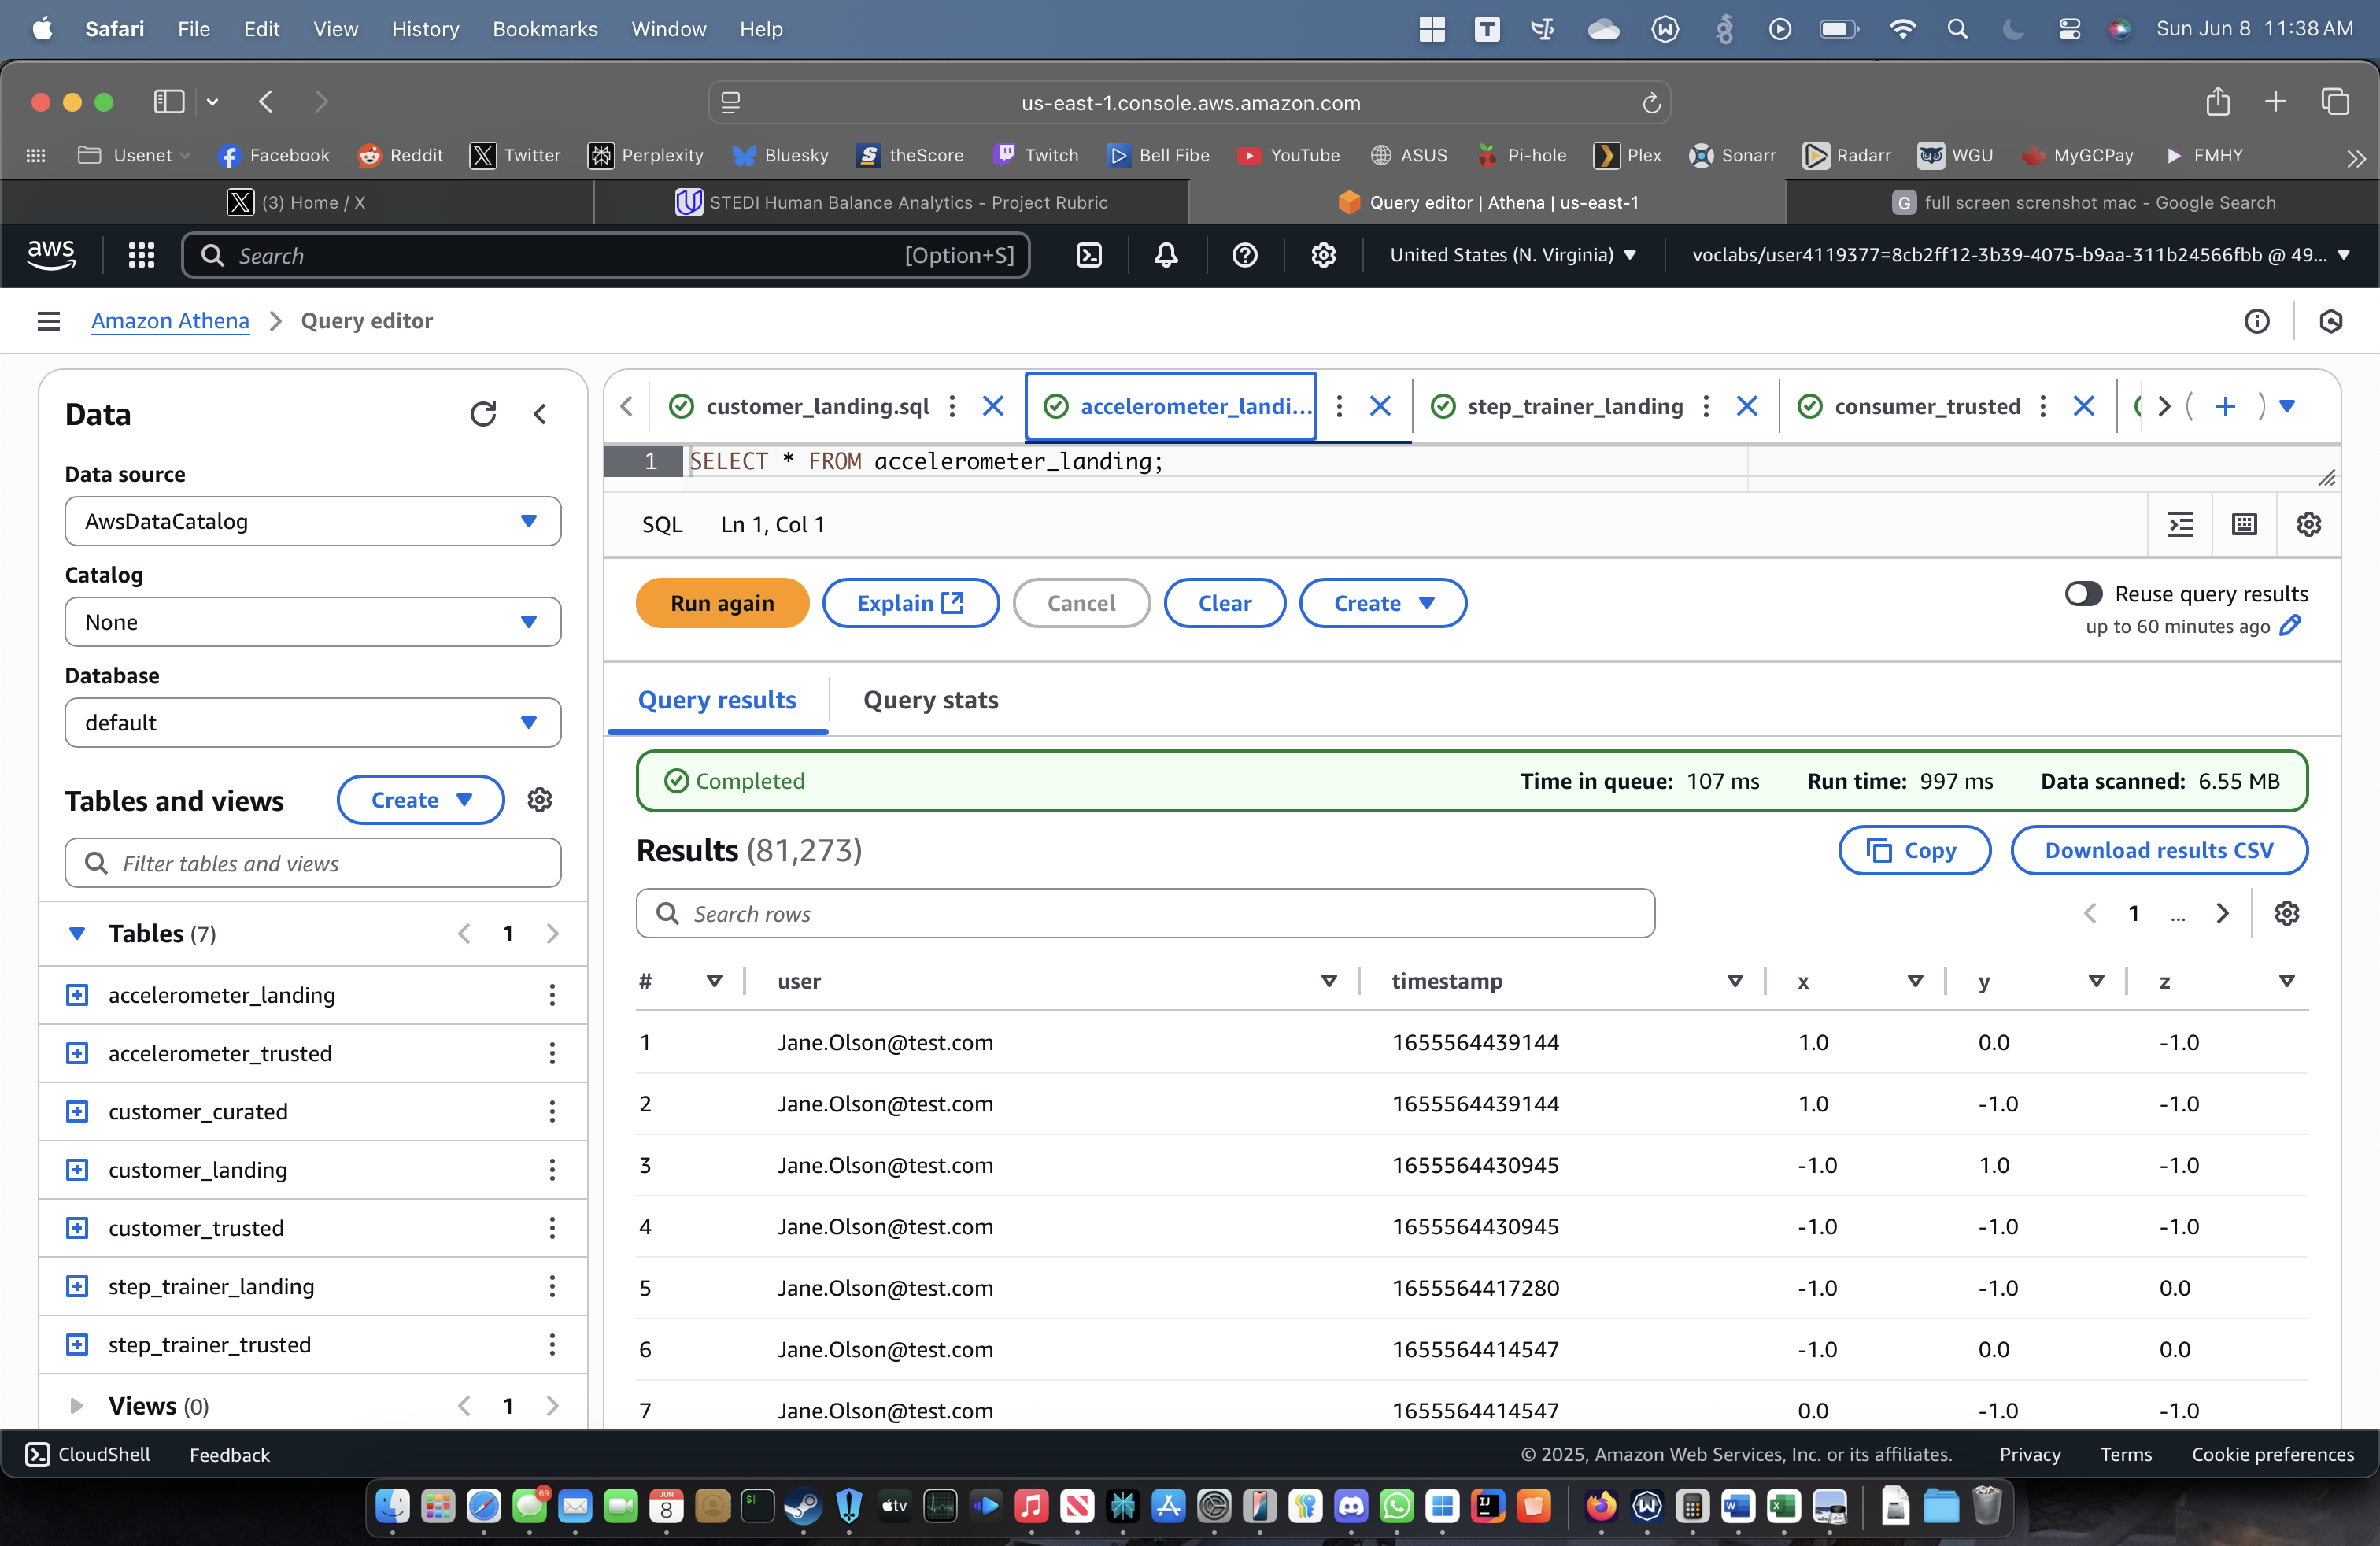 Safari File Edit View History Bookmarks Window Help Sun Jun 8 11:38 AM
us-east-1.console.aws.amazon.com
Usenet Facebook Reddit Twitter Perplexity Bluesky theScore Twitch Bell Fibe YouTube ASUS Pi-hole Plex Sonarr Radarr WGU MyGCPay FMHY
(3) Home / X STEDI Human Balance Analytics - Project Rubric Query editor | Athena | us-east-1 G full screen screnshot mac - Google Search
aws Search [Option+S] United States (N. Virginia) voclabs/user4119377=8cb2ff12-3b39-4075-b9aa-311b24566fbb @ 49...
Amazon Athena Query editor
Data
Data source
AwsDataCatalog
Catalog
None
Database
default
Tables and views Create
Filter tables and views
Tables (7) 1
accelerometer_landing
accelerometer_trusted
customer_curated
customer_landing
customer_trusted
step_trainer_landing
step_trainer_trusted
Views (0) 1
customer_landing.sql accelerometer_landi... step_trainer_landing consumer_trusted
1 SELECT * FROM accelerometer_landing;
SQL Ln 1, Col 1
Run again Explain Cancel Clear Create Reuse query results
up to 60 minutes ago
Query results Query stats
Completed Time in queue: 107 ms Run time: 997 ms Data scanned: 6.55 MB
Results (81,273) Copy Download results CSV
Search rows 1 ...
# user timestamp x y z
1 Jane.Olson@test.com 1655564439144 1.0 0.0 -1.0
2 Jane.Olson@test.com 1655564439144 1.0 -1.0 -1.0
3 Jane.Olson@test.com 1655564430945 -1.0 1.0 -1.0
4 Jane.Olson@test.com 1655564430945 -1.0 -1.0 -1.0
5 Jane.Olson@test.com 1655564417280 -1.0 -1.0 0.0
6 Jane.Olson@test.com 1655564414547 -1.0 0.0 0.0
7 Jane.Olson@test.com 1655564414547 0.0 -1.0 -1.0
CloudShell Feedback © 2025, Amazon Web Services, Inc. or its affiliates. Privacy Terms Cookie preferences
69 JUN 8 tv